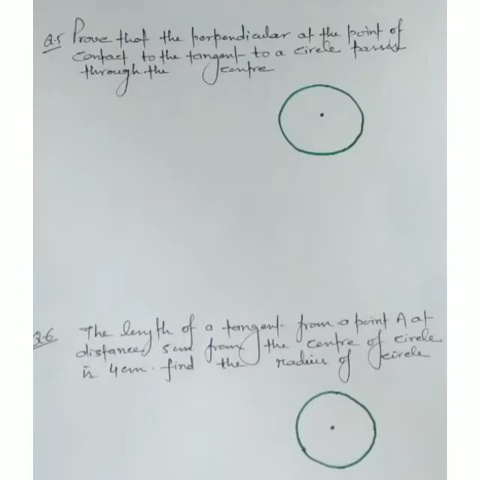 Q.5 Prove that the perpendicular at the point of
contact to the tangent to a circle passes
through the centre
Q.6 The length of a tangent from a point A at
distance 5cm from the centre of circle
is 4cm. find the radius of circle